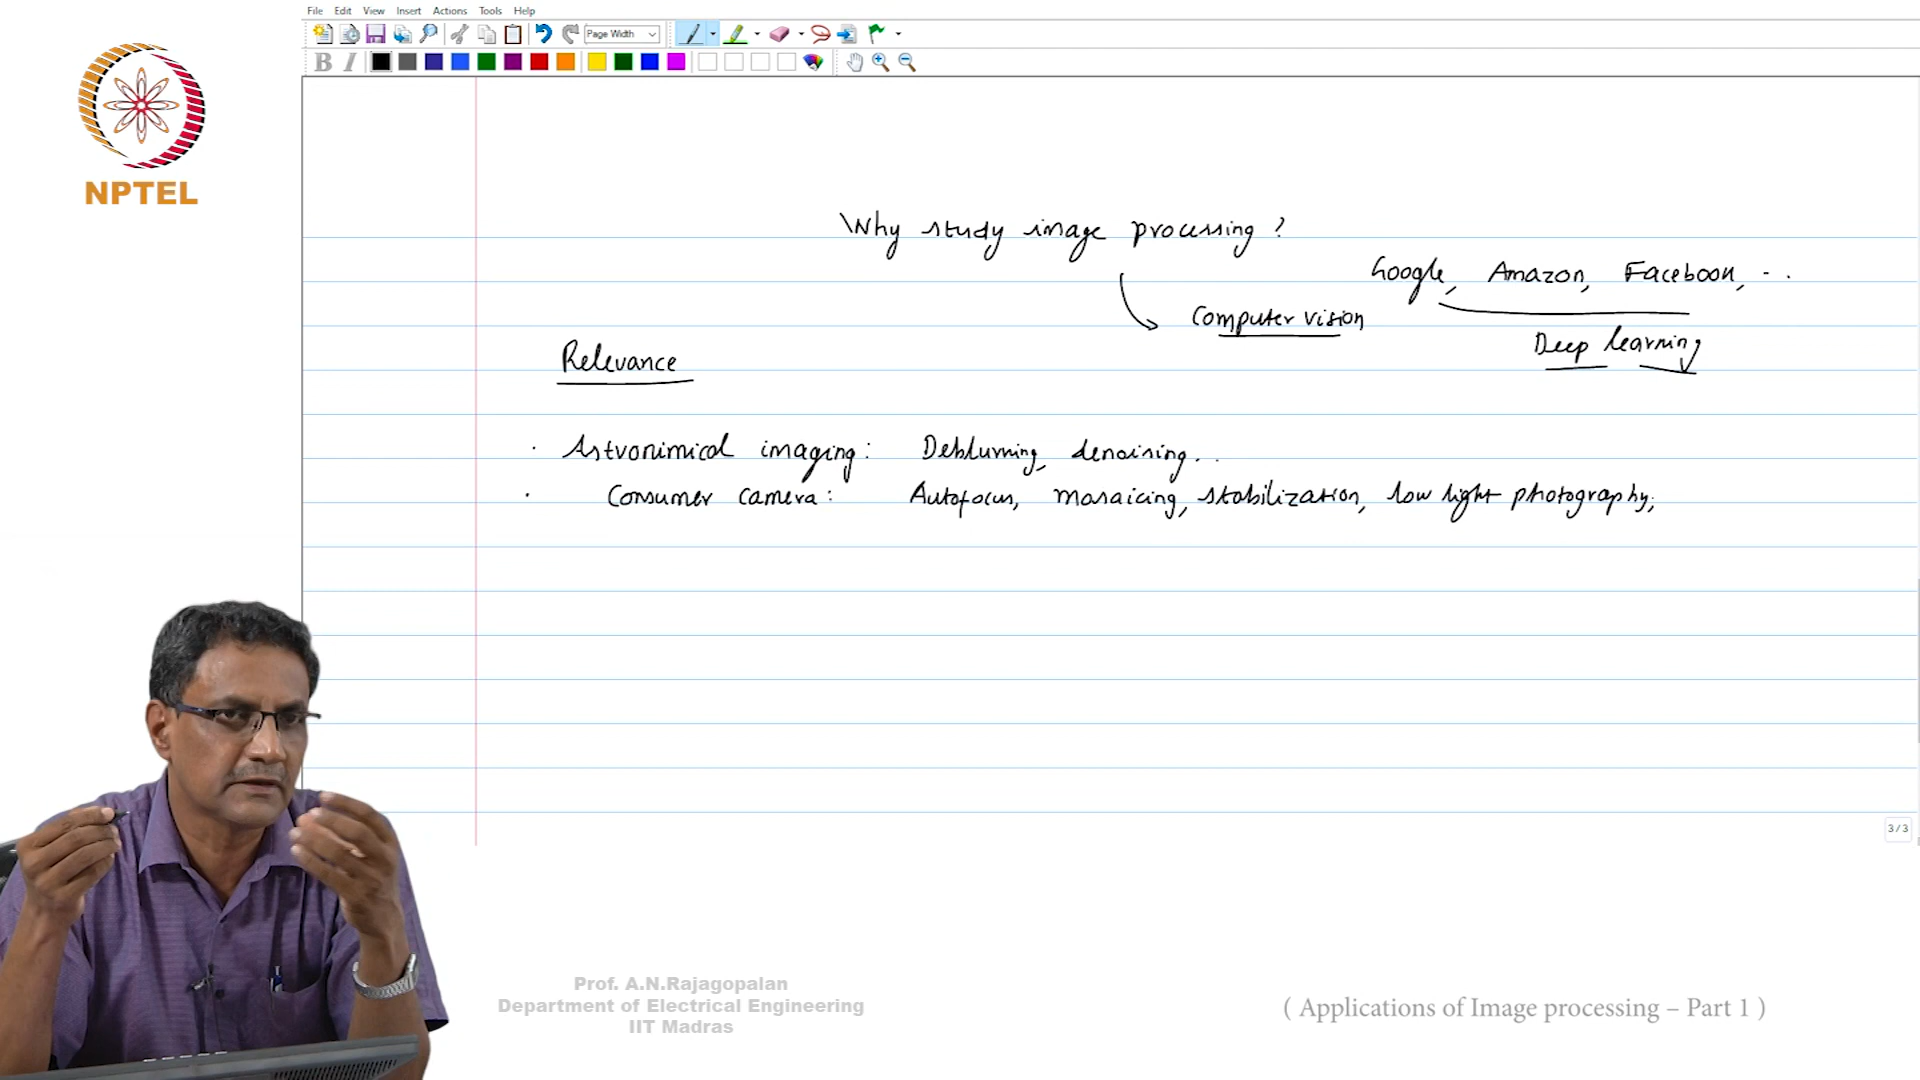 File Edit View Insert Actions Tools Help
Page Width
B I
NPTEL
Why study image processing ?
Google, Amazon, Facebook, ...
Computer vision
Deep learning
Relevance
. Astronimical imaging : Deblurring, denoising...
. Consumer camera : Autofocus, mosaicing, stabilization, low light photography,
3/3
Prof. A.N.Rajagopalan
Department of Electrical Engineering
IIT Madras
( Applications of Image processing – Part 1 )